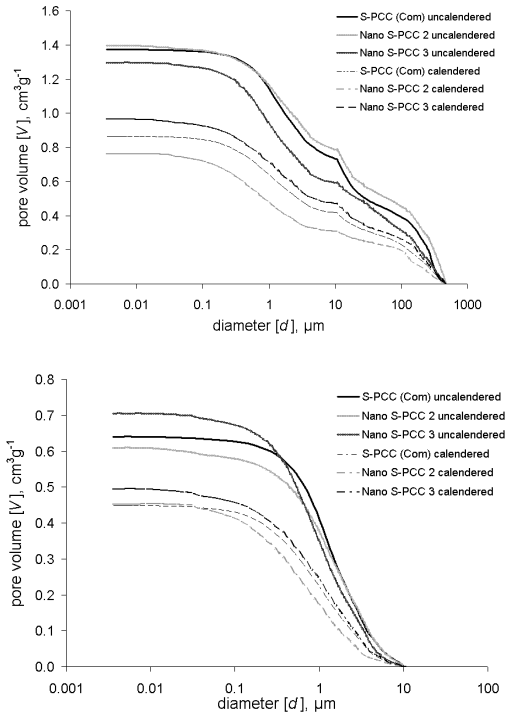 1.6
1.4
1.2
1.0
0.8
0.6
0.4
0.2
0.0
pore volume [V], cm³g⁻¹
S-PCC (Com) uncalendered
Nano S-PCC 2 uncalendered
Nano S-PCC 3 uncalendered
S-PCC (Com) calendered
Nano S-PCC 2 calendered
Nano S-PCC 3 calendered
0.001 0.01 0.1 1 10 100 1000
diameter [d], µm
0.8
0.7
0.6
0.5
0.4
0.3
0.2
0.1
0.0
pore volume [V], cm³g⁻¹
S-PCC (Com) uncalendered
Nano S-PCC 2 uncalendered
Nano S-PCC 3 uncalendered
S-PCC (Com) calendered
Nano S-PCC 2 calendered
Nano S-PCC 3 calendered
0.001 0.01 0.1 1 10 100
diameter [d], µm